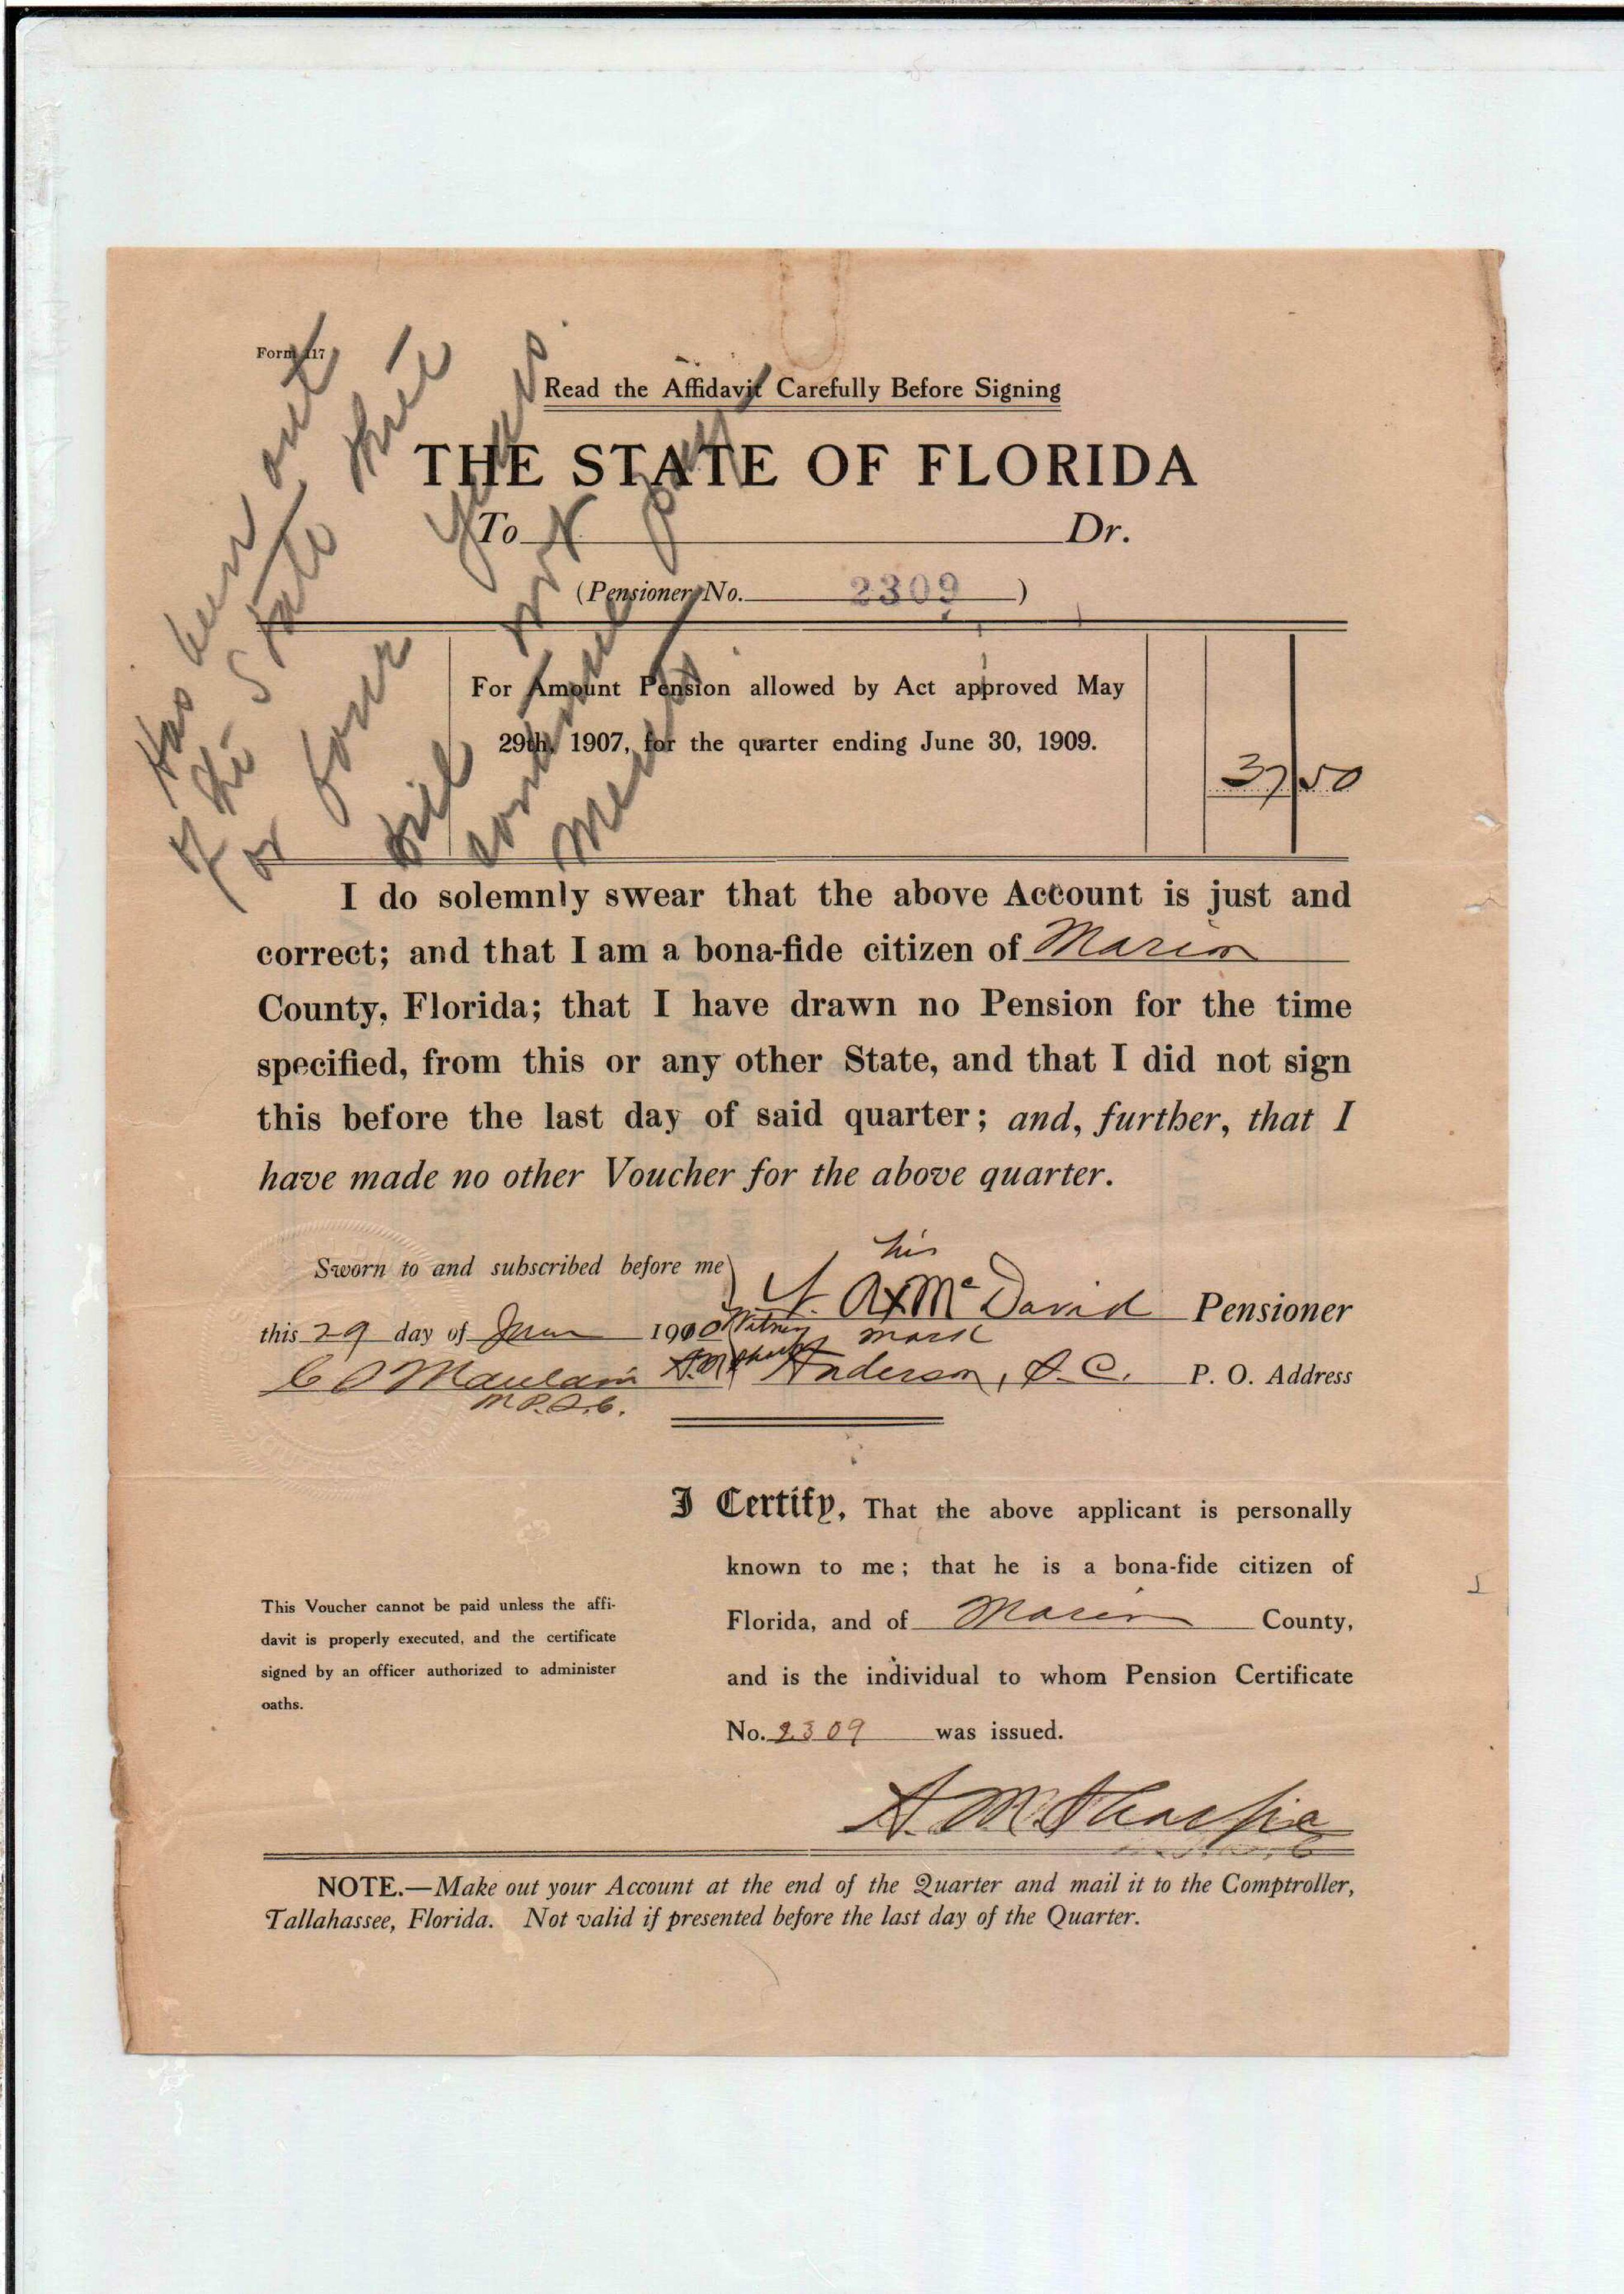 Form 117
Has been out
of the State three
or four years.
will not
continue pay
ment
Read the Affidavit Carefully Before Signing
THE STATE OF FLORIDA
To Dr.
(Pensioner No. 2309 )
For Amount Pension allowed by Act approved May
29th, 1907, for the quarter ending June 30, 1909.
37 50
I do solemnly swear that the above Account is just and
correct; and that I am a bona-fide citizen of Marion
County, Florida; that I have drawn no Pension for the time
specified, from this or any other State, and that I did not sign
this before the last day of said quarter; and, further, that I
have made no other Voucher for the above quarter.
his
Sworn to and subscribed before me
A x McDavid Pensioner
this 29 day of June 190 Witness mark
A. M. Sharpe Anderson, S. C. P. O. Address
I Certify, That the above applicant is personally
known to me; that he is a bona-fide citizen of
Florida, and of Marion County,
and is the individual to whom Pension Certificate
No. 2309 was issued.
This Voucher cannot be paid unless the affi-
davit is properly executed, and the certificate
signed by an officer authorized to administer
oaths.
A. M. Sharpe
NOTE.—Make out your Account at the end of the Quarter and mail it to the Comptroller,
Tallahassee, Florida. Not valid if presented before the last day of the Quarter.